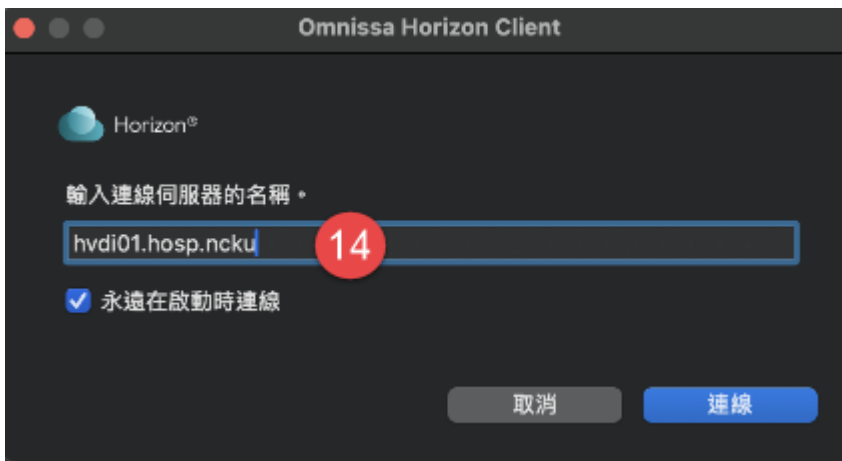 Omnissa Horizon Client
Horizon®
輸入連線伺服器的名稱。
hvdi01.hosp.ncku
14
永遠在啟動時連線
取消
連線